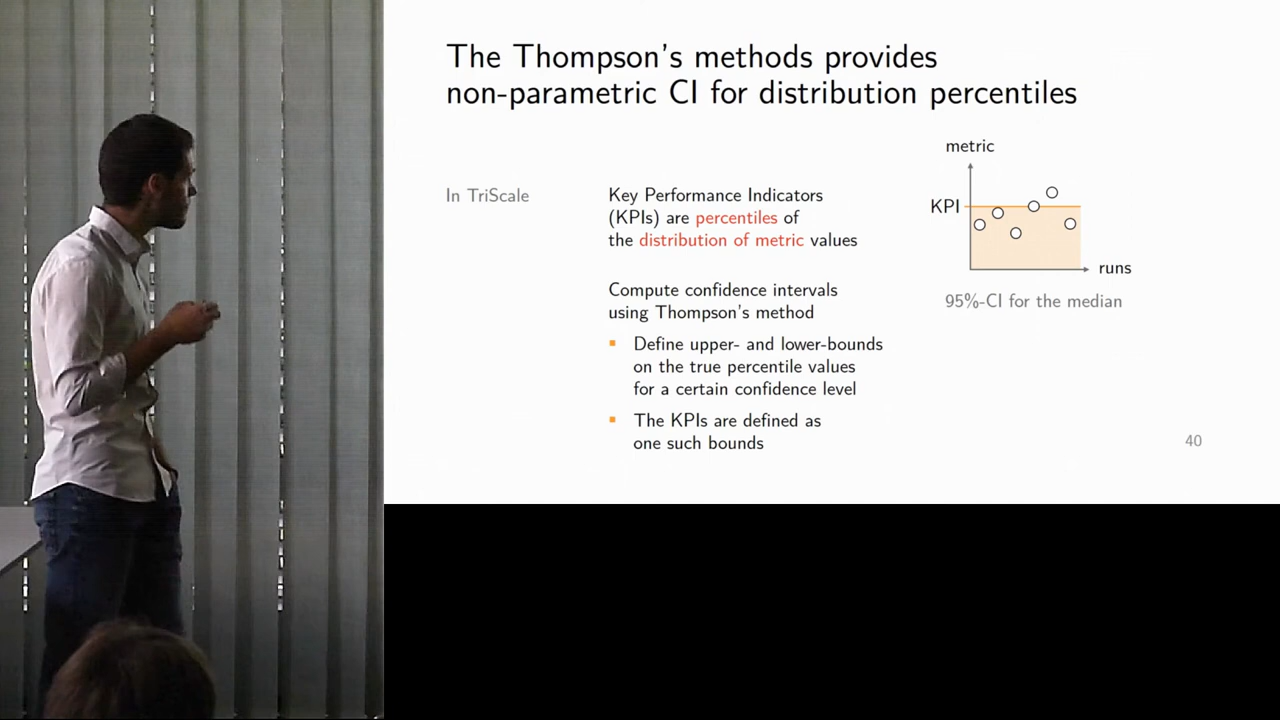 The Thompson's methods provides
non-parametric CI for distribution percentiles
In TriScale
Key Performance Indicators
(KPIs) are percentiles of
the distribution of metric values
Compute confidence intervals
using Thompson's method
Define upper- and lower-bounds
on the true percentile values
for a certain confidence level
The KPIs are defined as
one such bounds
metric
KPI
runs
95%-CI for the median
40